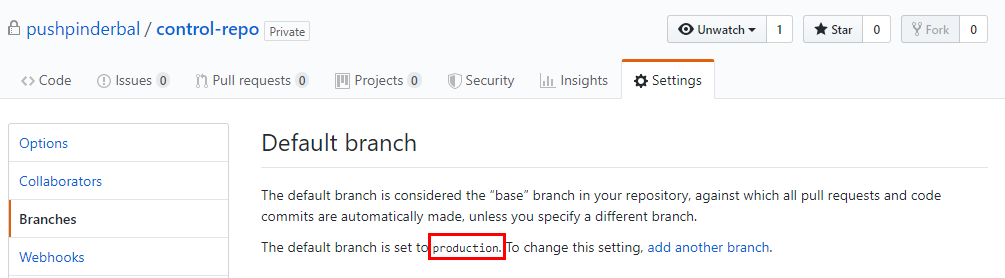 pushpinderbal / control-repo Private Unwatch 1 Star 0 Fork 0
Code Issues 0 Pull requests 0 Projects 0 Security Insights Settings
Options
Collaborators
Branches
Webhooks
Default branch
The default branch is considered the “base” branch in your repository, against which all pull requests and code
commits are automatically made, unless you specify a different branch.
The default branch is set to production. To change this setting, add another branch.